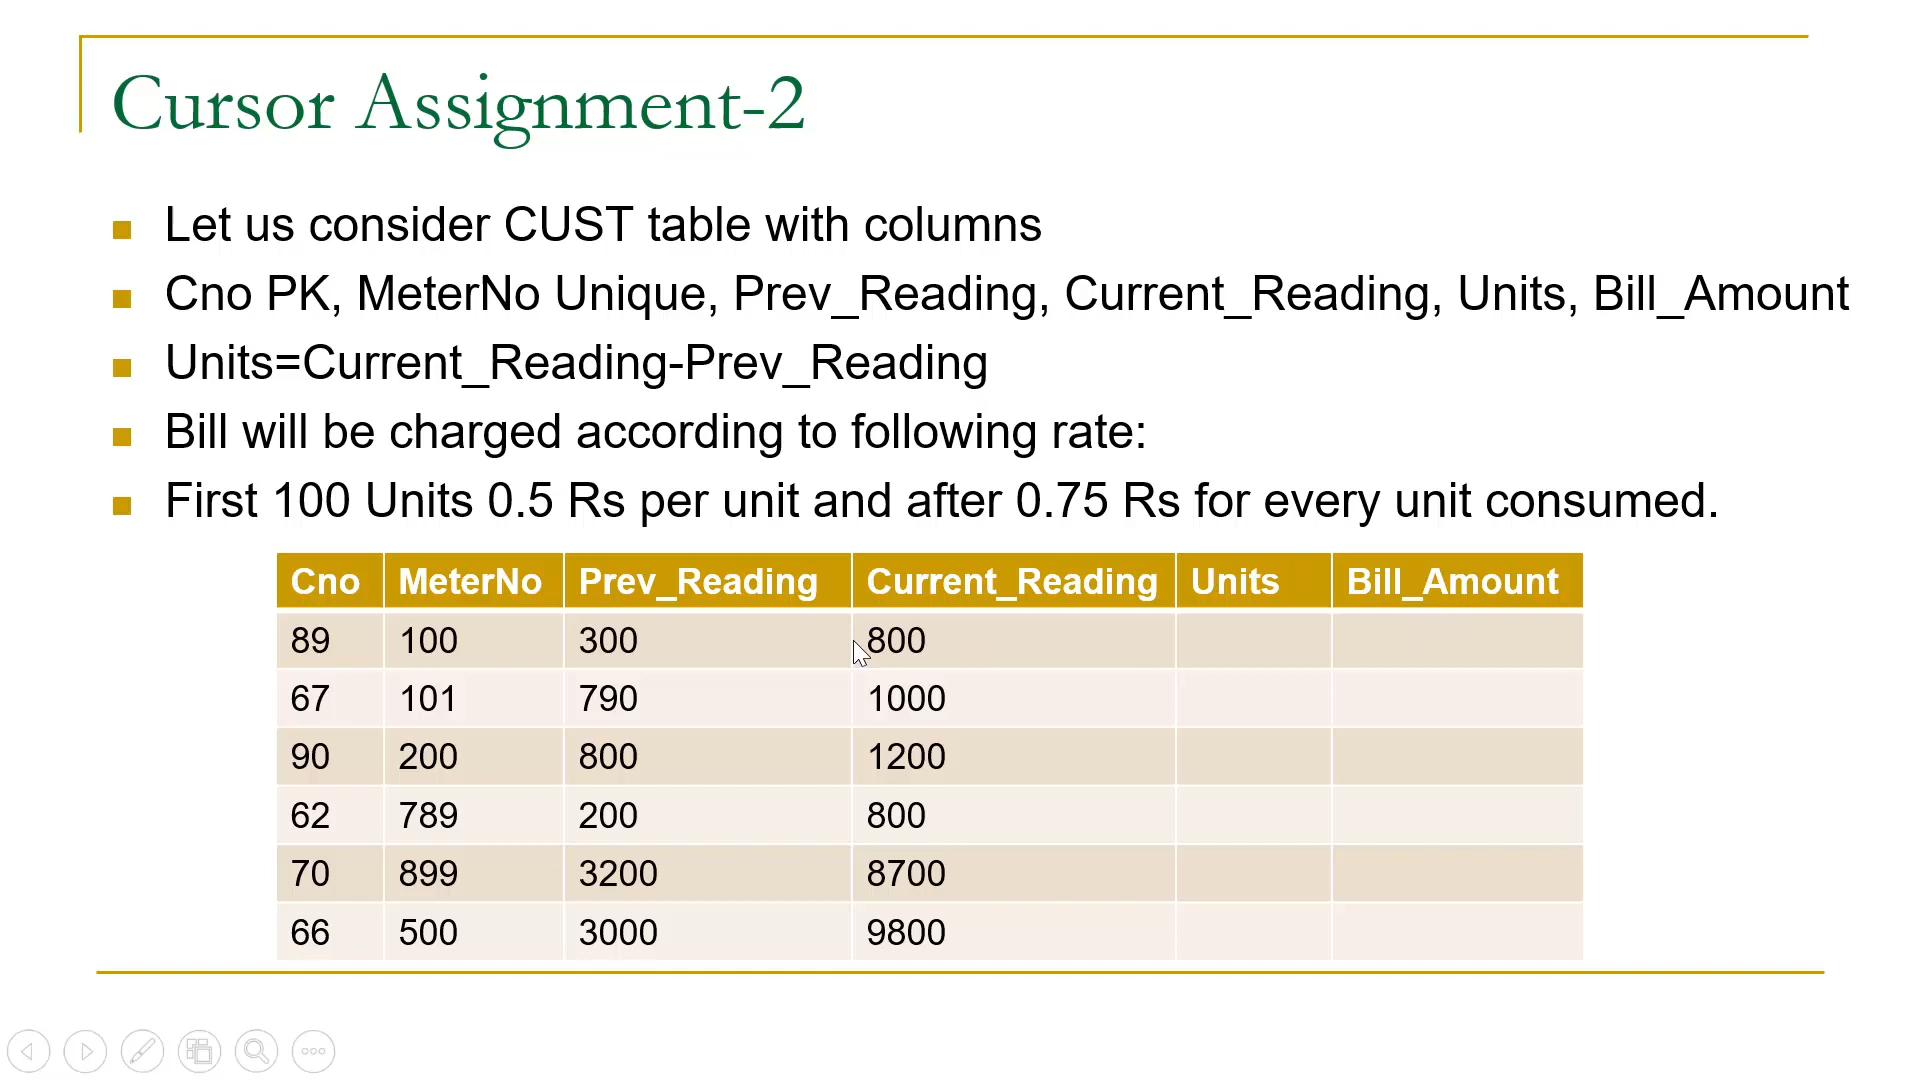 Cursor Assignment-2
Let us consider CUST table with columns
Cno PK, MeterNo Unique, Prev_Reading, Current_Reading, Units, Bill_Amount
Units=Current_Reading-Prev_Reading
Bill will be charged according to following rate:
First 100 Units 0.5 Rs per unit and after 0.75 Rs for every unit consumed.
Cno MeterNo Prev_Reading Current_Reading Units Bill_Amount
89 100 300 800
67 101 790 1000
90 200 800 1200
62 789 200 800
70 899 3200 8700
66 500 3000 9800